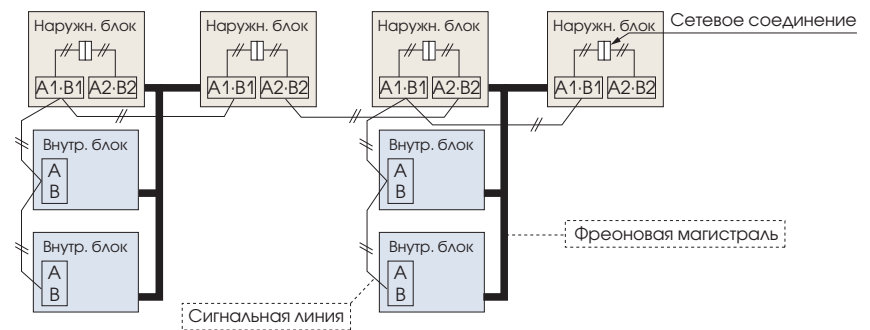 Наружн. блок
Наружн. блок
Наружн. блок
Наружн. блок
Сетевое соединение
A1·B1 A2·B2
A1·B1 A2·B2
A1·B1 A2·B2
A1·B1 A2·B2
Внутр. блок
A
B
Внутр. блок
A
B
Внутр. блок
A
B
Внутр. блок
A
B
Фреоновая магистраль
Сигнальная линия